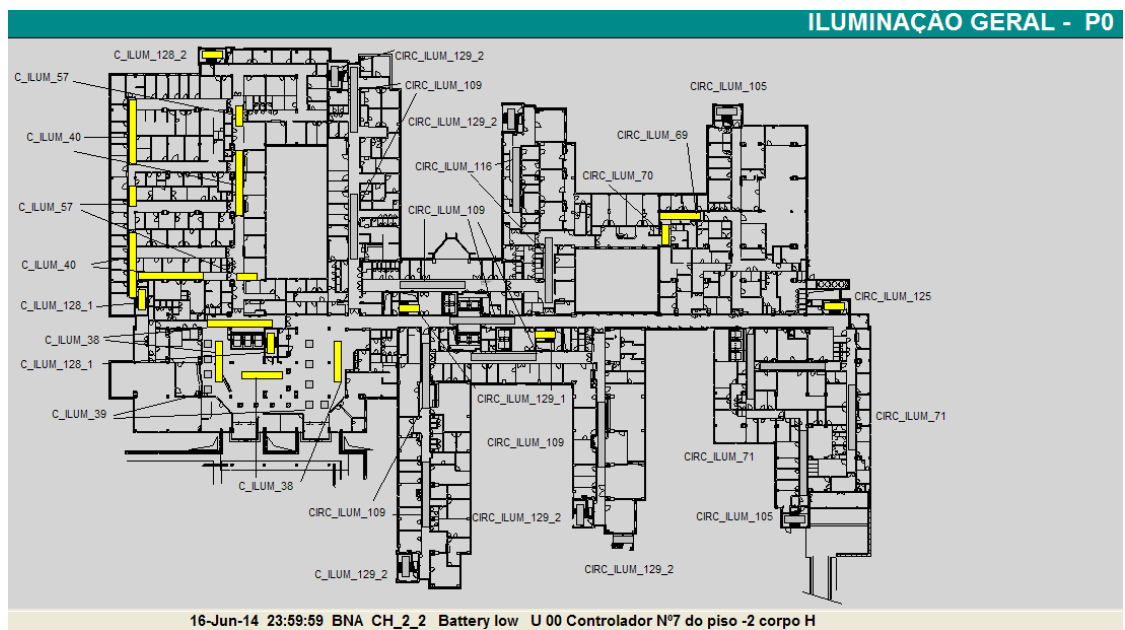 ILUMINAÇÃO GERAL - P0
C_ILUM_128_2
CIRC_ILUM_129_2
C_ILUM_57
CIRC_ILUM_109
CIRC_ILUM_105
CIRC_ILUM_129_2
C_ILUM_40
CIRC_ILUM_69
CIRC_ILUM_116
CIRC_ILUM_70
C_ILUM_57
CIRC_ILUM_109
C_ILUM_40
CIRC_ILUM_125
C_ILUM_128_1
C_ILUM_38
C_ILUM_128_1
CIRC_ILUM_129_1
C_ILUM_39
CIRC_ILUM_71
CIRC_ILUM_109
CIRC_ILUM_71
C_ILUM_38
CIRC_ILUM_109
CIRC_ILUM_129_2
CIRC_ILUM_105
CIRC_ILUM_129_2
C_ILUM_129_2
16-Jun-14 23:59:59 BNA CH_2_2 Battery low U 00 Controlador Nº7 do piso -2 corpo H